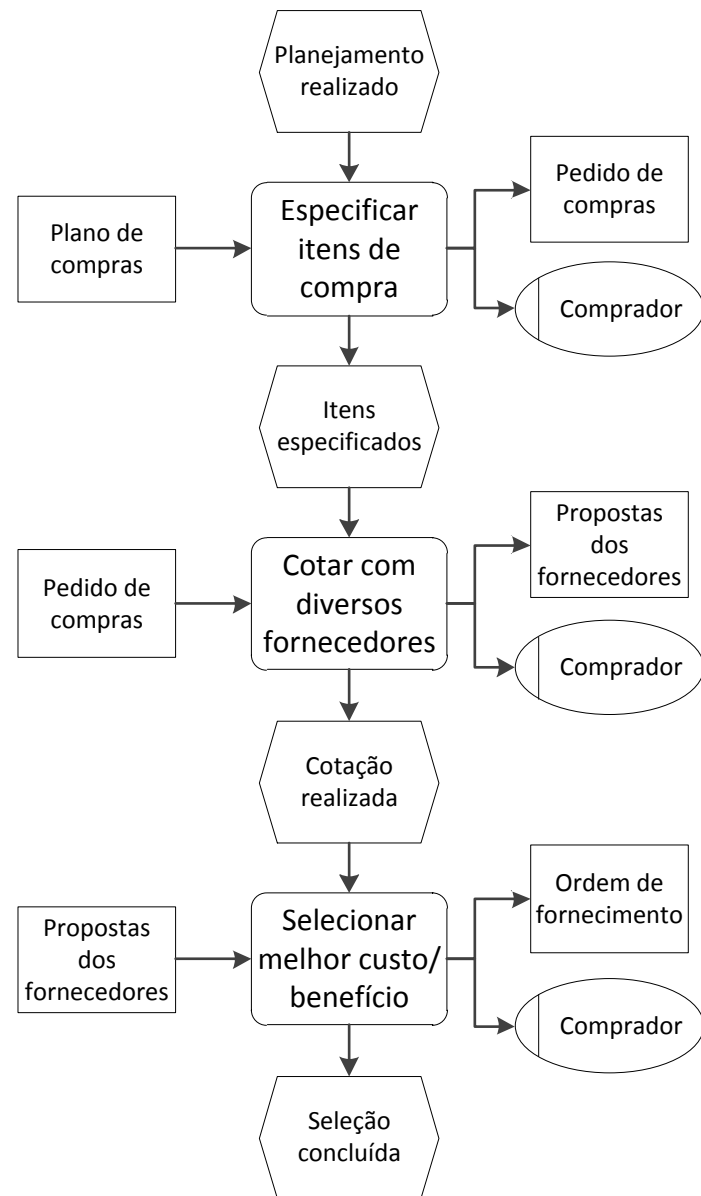 Planejamento
realizado
Pedido de
compras
Plano de
compras
Especificar
itens de
compra
Comprador
Itens
especificados
Propostas
dos
fornecedores
Pedido de
compras
Cotar com
diversos
fornecedores
Comprador
Cotação
realizada
Ordem de
fornecimento
Propostas
dos
fornecedores
Selecionar
melhor custo/
benefício
Comprador
Seleção
concluída